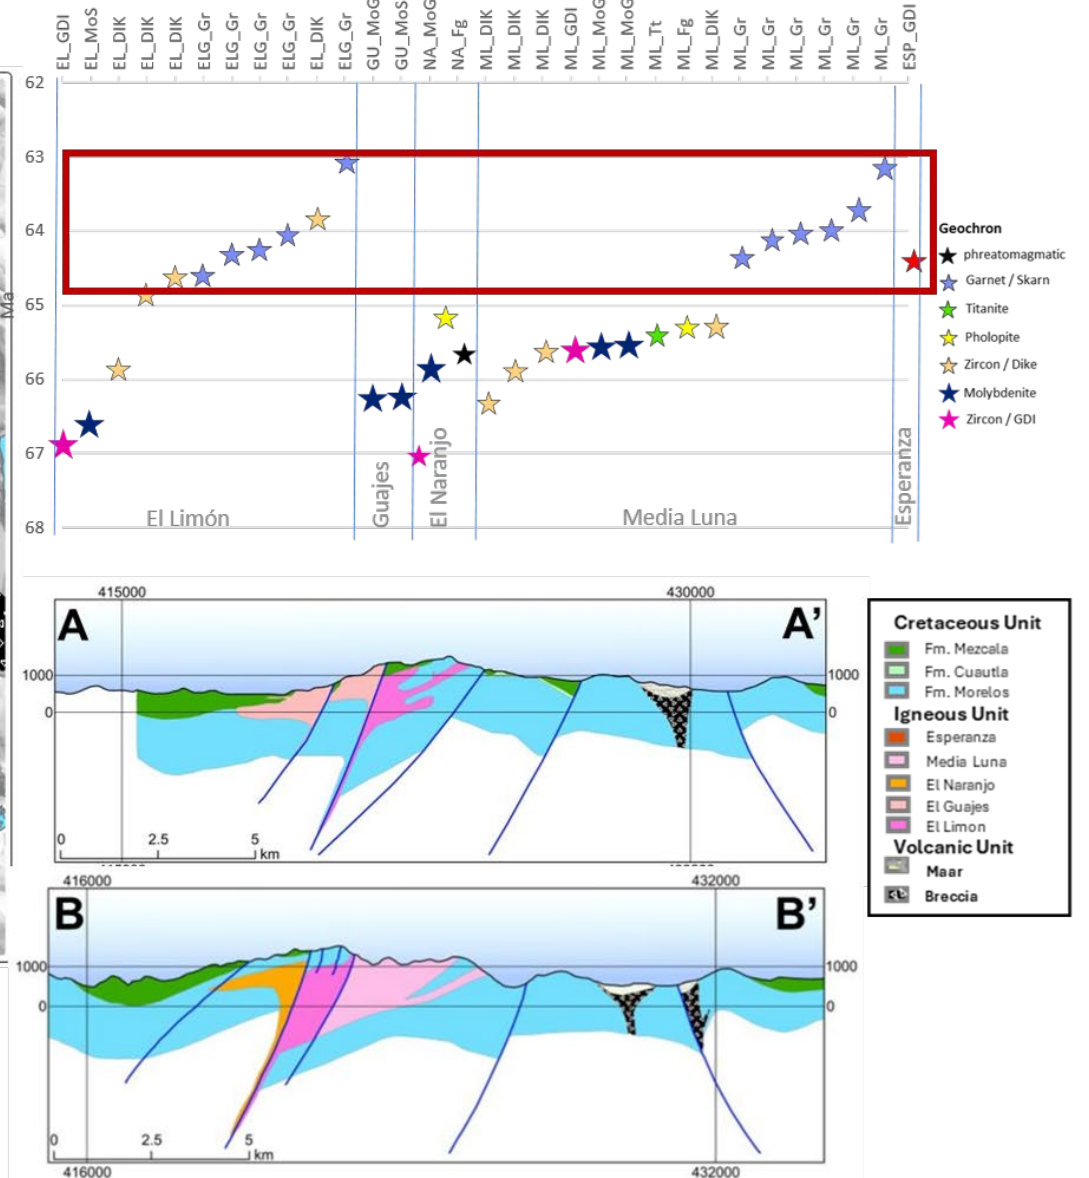 EL_GDI
EL_MoS
EL_DIK
EL_DIK
EL_DIK
ELG_Gr
ELG_Gr
ELG_Gr
ELG_Gr
EL_DIK
ELG_Gr
GU_MoG
GU_MoS
NA_MoG
NA_Fg
ML_DIK
ML_DIK
ML_DIK
ML_GDI
ML_MoG
ML_MoG
ML_Tt
ML_Fg
ML_DIK
ML_Gr
ML_Gr
ML_Gr
ML_Gr
ML_Gr
ML_Gr
ESP_GDI
62
63
64
65
66
67
68
Ma
El Limón
Guajes
El Naranjo
Media Luna
Esperanza
Geochron
phreatomagmatic
Garnet / Skarn
Titanite
Pholopite
Zircon / Dike
Molybdenite
Zircon / GDI
415000 430000
A A'
1000 1000
0 0
0 2.5 5
km
416000 432000
B B'
1000 1000
0 0
0 2.5 5
km
416000 432000
Cretaceous Unit
Fm. Mezcala
Fm. Cuautla
Fm. Morelos
Igneous Unit
Esperanza
Media Luna
El Naranjo
El Guajes
El Limon
Volcanic Unit
Maar
Breccia